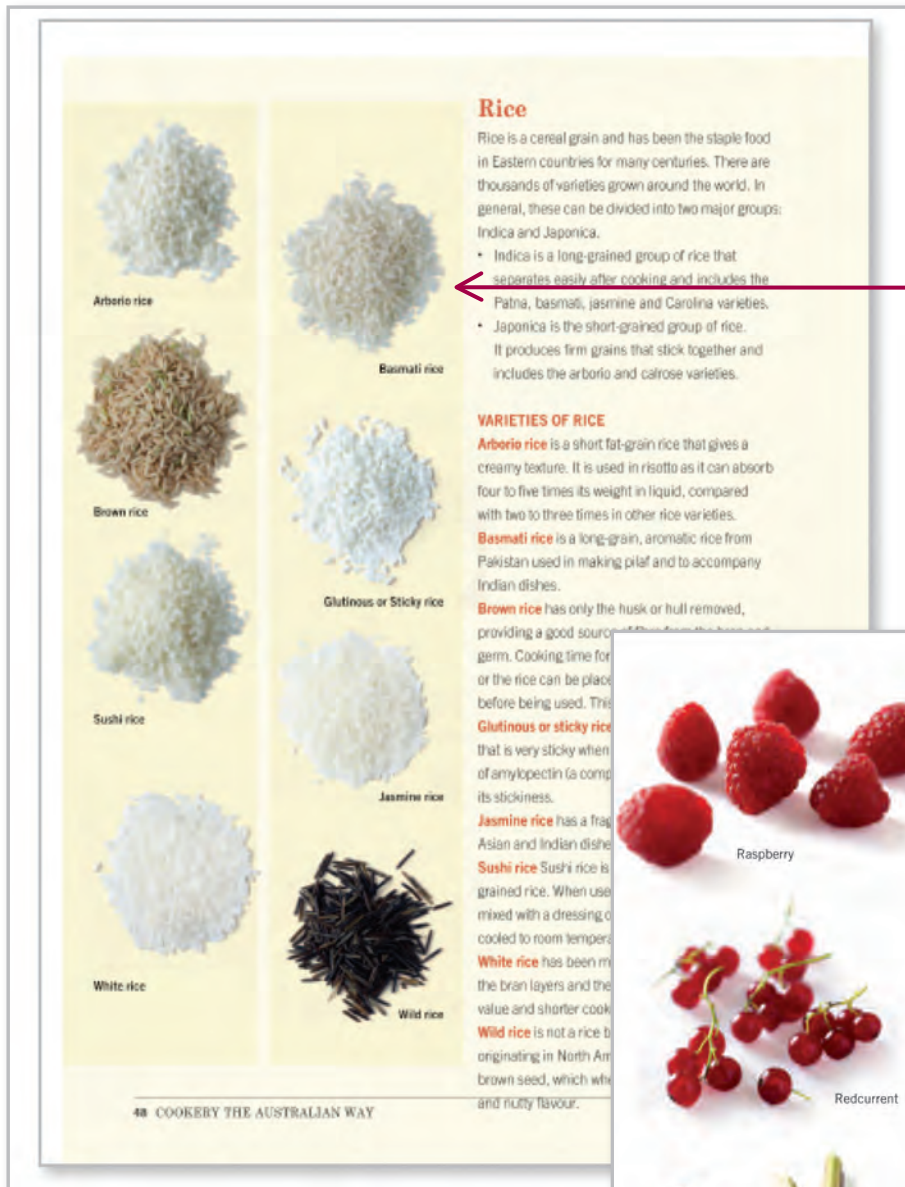 Arborio rice
Basmati rice
Brown rice
Glutinous or Sticky rice
Sushi rice
Jasmine rice
White rice
Wild rice
Rice
Rice is a cereal grain and has been the staple food
in Eastern countries for many centuries. There are
thousands of varieties grown around the world. In
general, these can be divided into two major groups:
Indica and Japonica.
• Indica is a long-grained group of rice that
separates easily after cooking and includes the
Patna, basmati, jasmine and Carolina varieties.
• Japonica is the short-grained group of rice.
It produces firm grains that stick together and
includes the arborio and calrose varieties.
VARIETIES OF RICE
Arborio rice is a short fat-grain rice that gives a
creamy texture. It is used in risotto as it can absorb
four to five times its weight in liquid, compared
with two to three times in other rice varieties.
Basmati rice is a long-grain, aromatic rice from
Pakistan used in making pilaf and to accompany
Indian dishes.
Brown rice has only the husk or hull removed,
providing a good source
germ. Cooking time for
or the rice can be place
before being used. This
Glutinous or sticky rice
that is very sticky when
of amylopectin (a comp
its stickiness.
Jasmine rice has a frag
Asian and Indian dishe
Sushi rice Sushi rice is
grained rice. When use
mixed with a dressing o
cooled to room tempera
White rice has been m
the bran layers and the
value and shorter cook
Wild rice is not a rice b
originating in North Am
brown seed, which whe
and nutty flavour.
48 COOKERY THE AUSTRALIAN WAY
Raspberry
Redcurrent